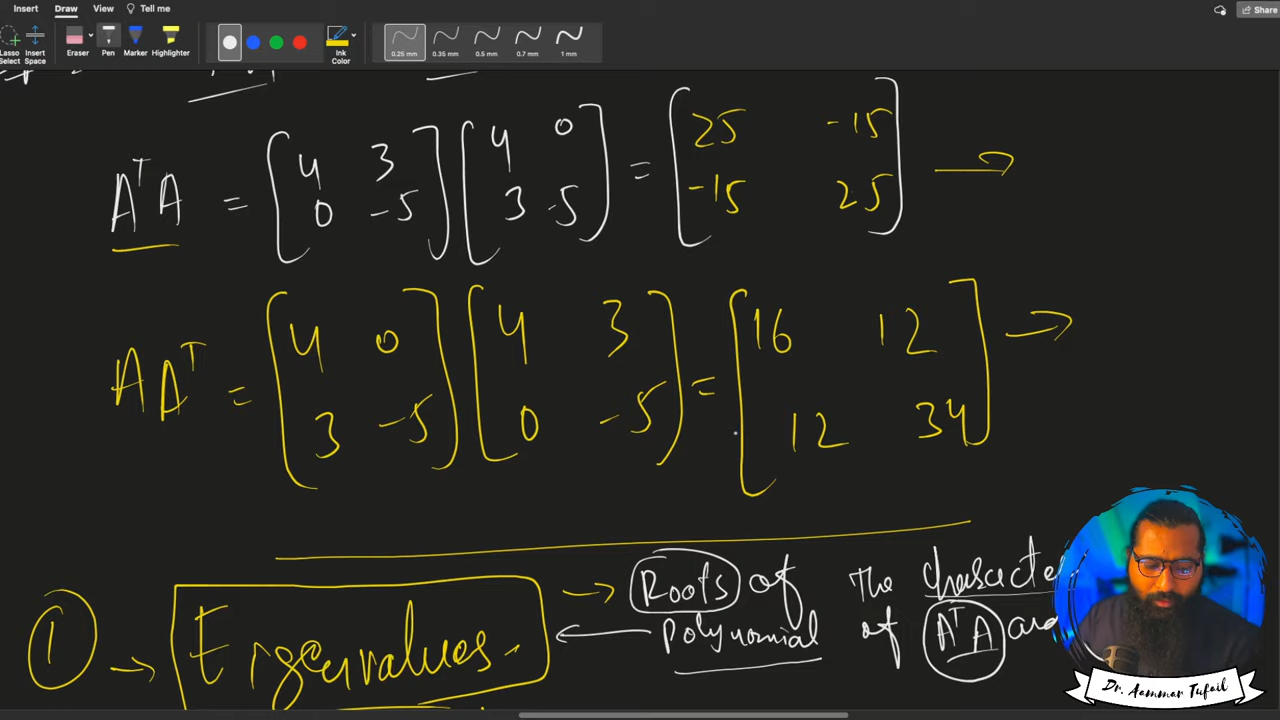 Insert Draw View Tell me
Share
Lasso Select Insert Space Eraser Pen Marker Highlighter Ink Color 0.25 mm 0.35 mm 0.5 mm 0.7 mm 1 mm
AᵀA = [4 3; 0 -5] [4 0; 3 -5] = [25 -15; -15 25] →
AAᵀ = [4 0; 3 -5] [4 3; 0 -5] = [16 12; 12 34] →
① → Eigenvalues. → Roots of The characte
← polynomial of AᵀA and
Dr. Aammar Tufail